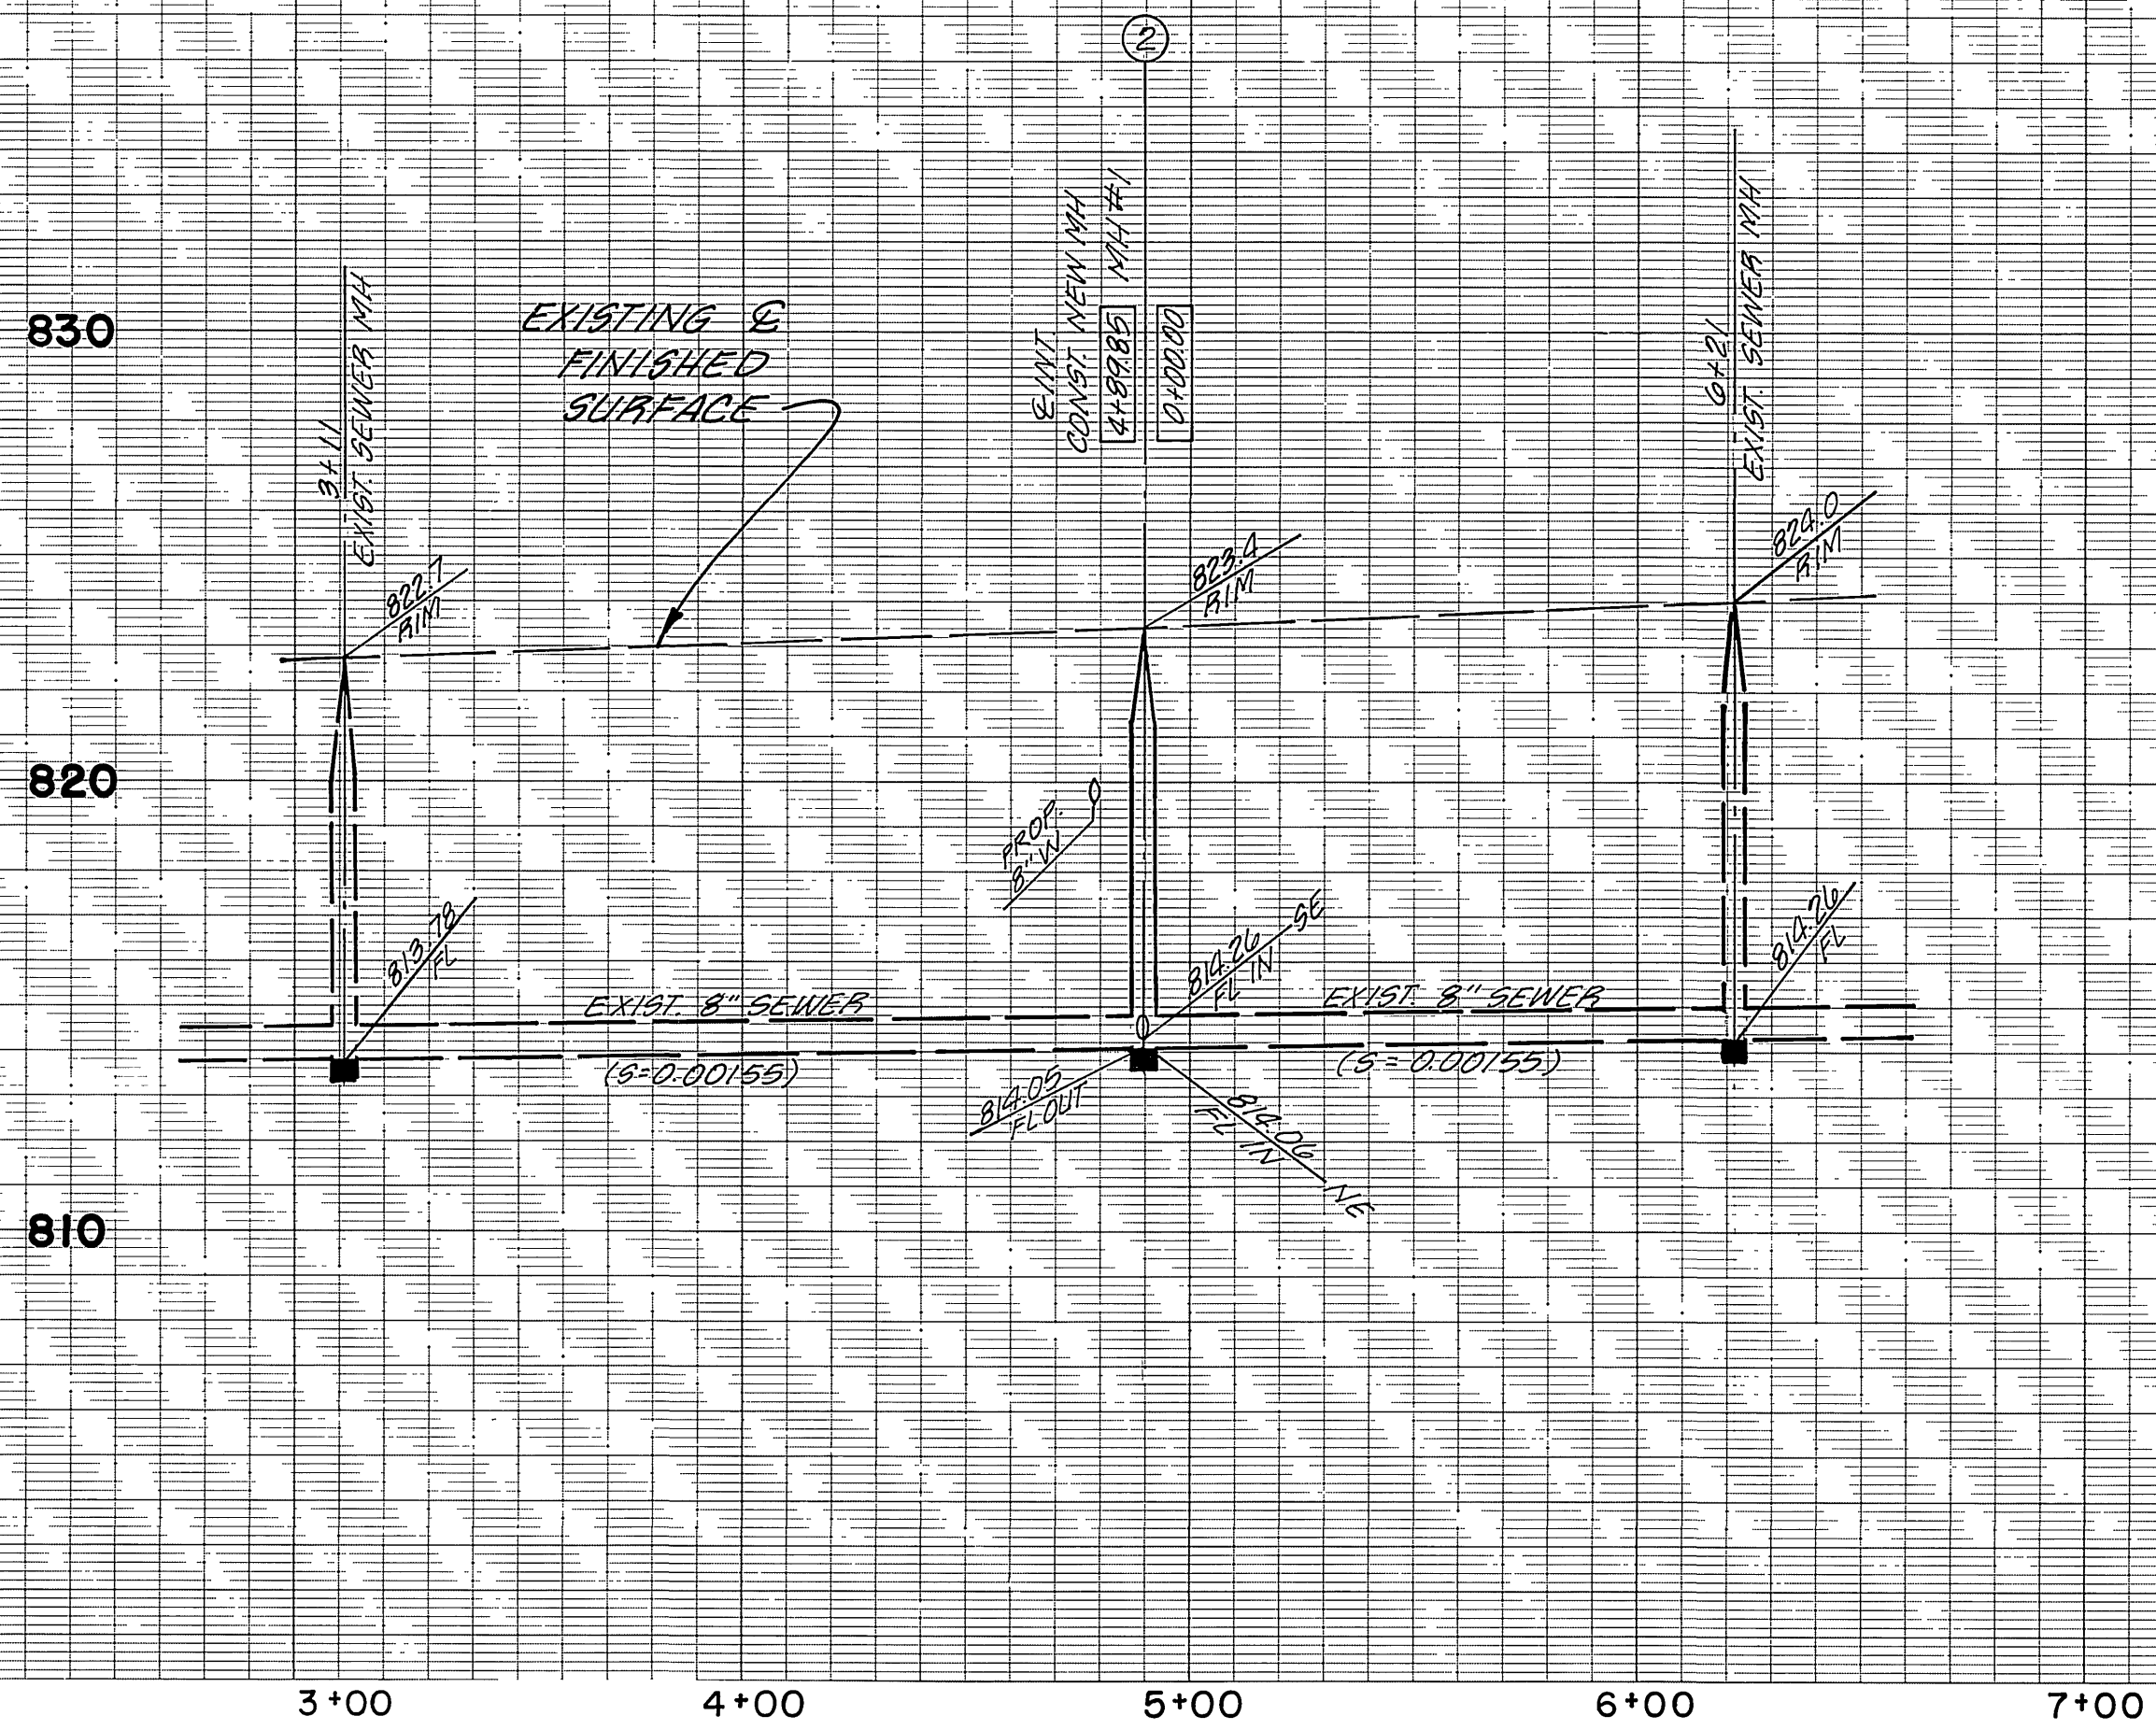 2
830
820
810
3+11
EXIST. SEWER MH
EXISTING ℄
FINISHED
SURFACE
℄ INT.
CONST. NEW MH
4+89.85 MH #1
0+00.00
6+21
EXIST. SEWER MH
822.7
RIM
823.4
RIM
824.0
RIM
PROP.
8" W
813.78
FL
814.26 SE
FL IN
814.26
FL
EXIST. 8" SEWER
(S=0.00155)
EXIST. 8" SEWER
(S=0.00155)
814.05
FL OUT
814.06
FL IN
NE
3+00 4+00 5+00 6+00 7+00